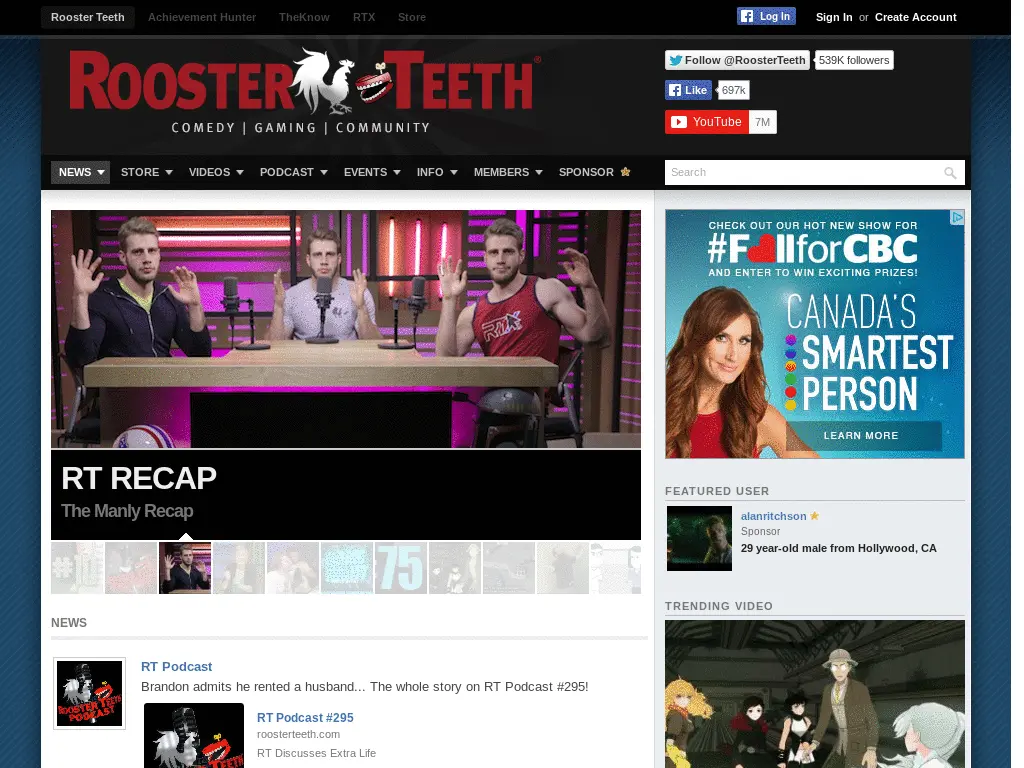 Rooster Teeth Achievement Hunter TheKnow RTX Store Log In Sign In or Create Account
ROOSTER TEETH®
COMEDY | GAMING | COMMUNITY
Follow @RoosterTeeth 539K followers
Like 697k
YouTube 7M
NEWS STORE VIDEOS PODCAST EVENTS INFO MEMBERS SPONSOR
Search
RTX
RT RECAP
The Manly Recap
75
CHECK OUT OUR HOT NEW SHOW FOR
#FallforCBC
AND ENTER TO WIN EXCITING PRIZES!
CANADA'S
SMARTEST
PERSON
LEARN MORE
FEATURED USER
alanritchson
Sponsor
29 year-old male from Hollywood, CA
TRENDING VIDEO
NEWS
ROOSTER TEETH
PODCAST
RT Podcast
Brandon admits he rented a husband... The whole story on RT Podcast #295!
RT Podcast #295
roosterteeth.com
RT Discusses Extra Life